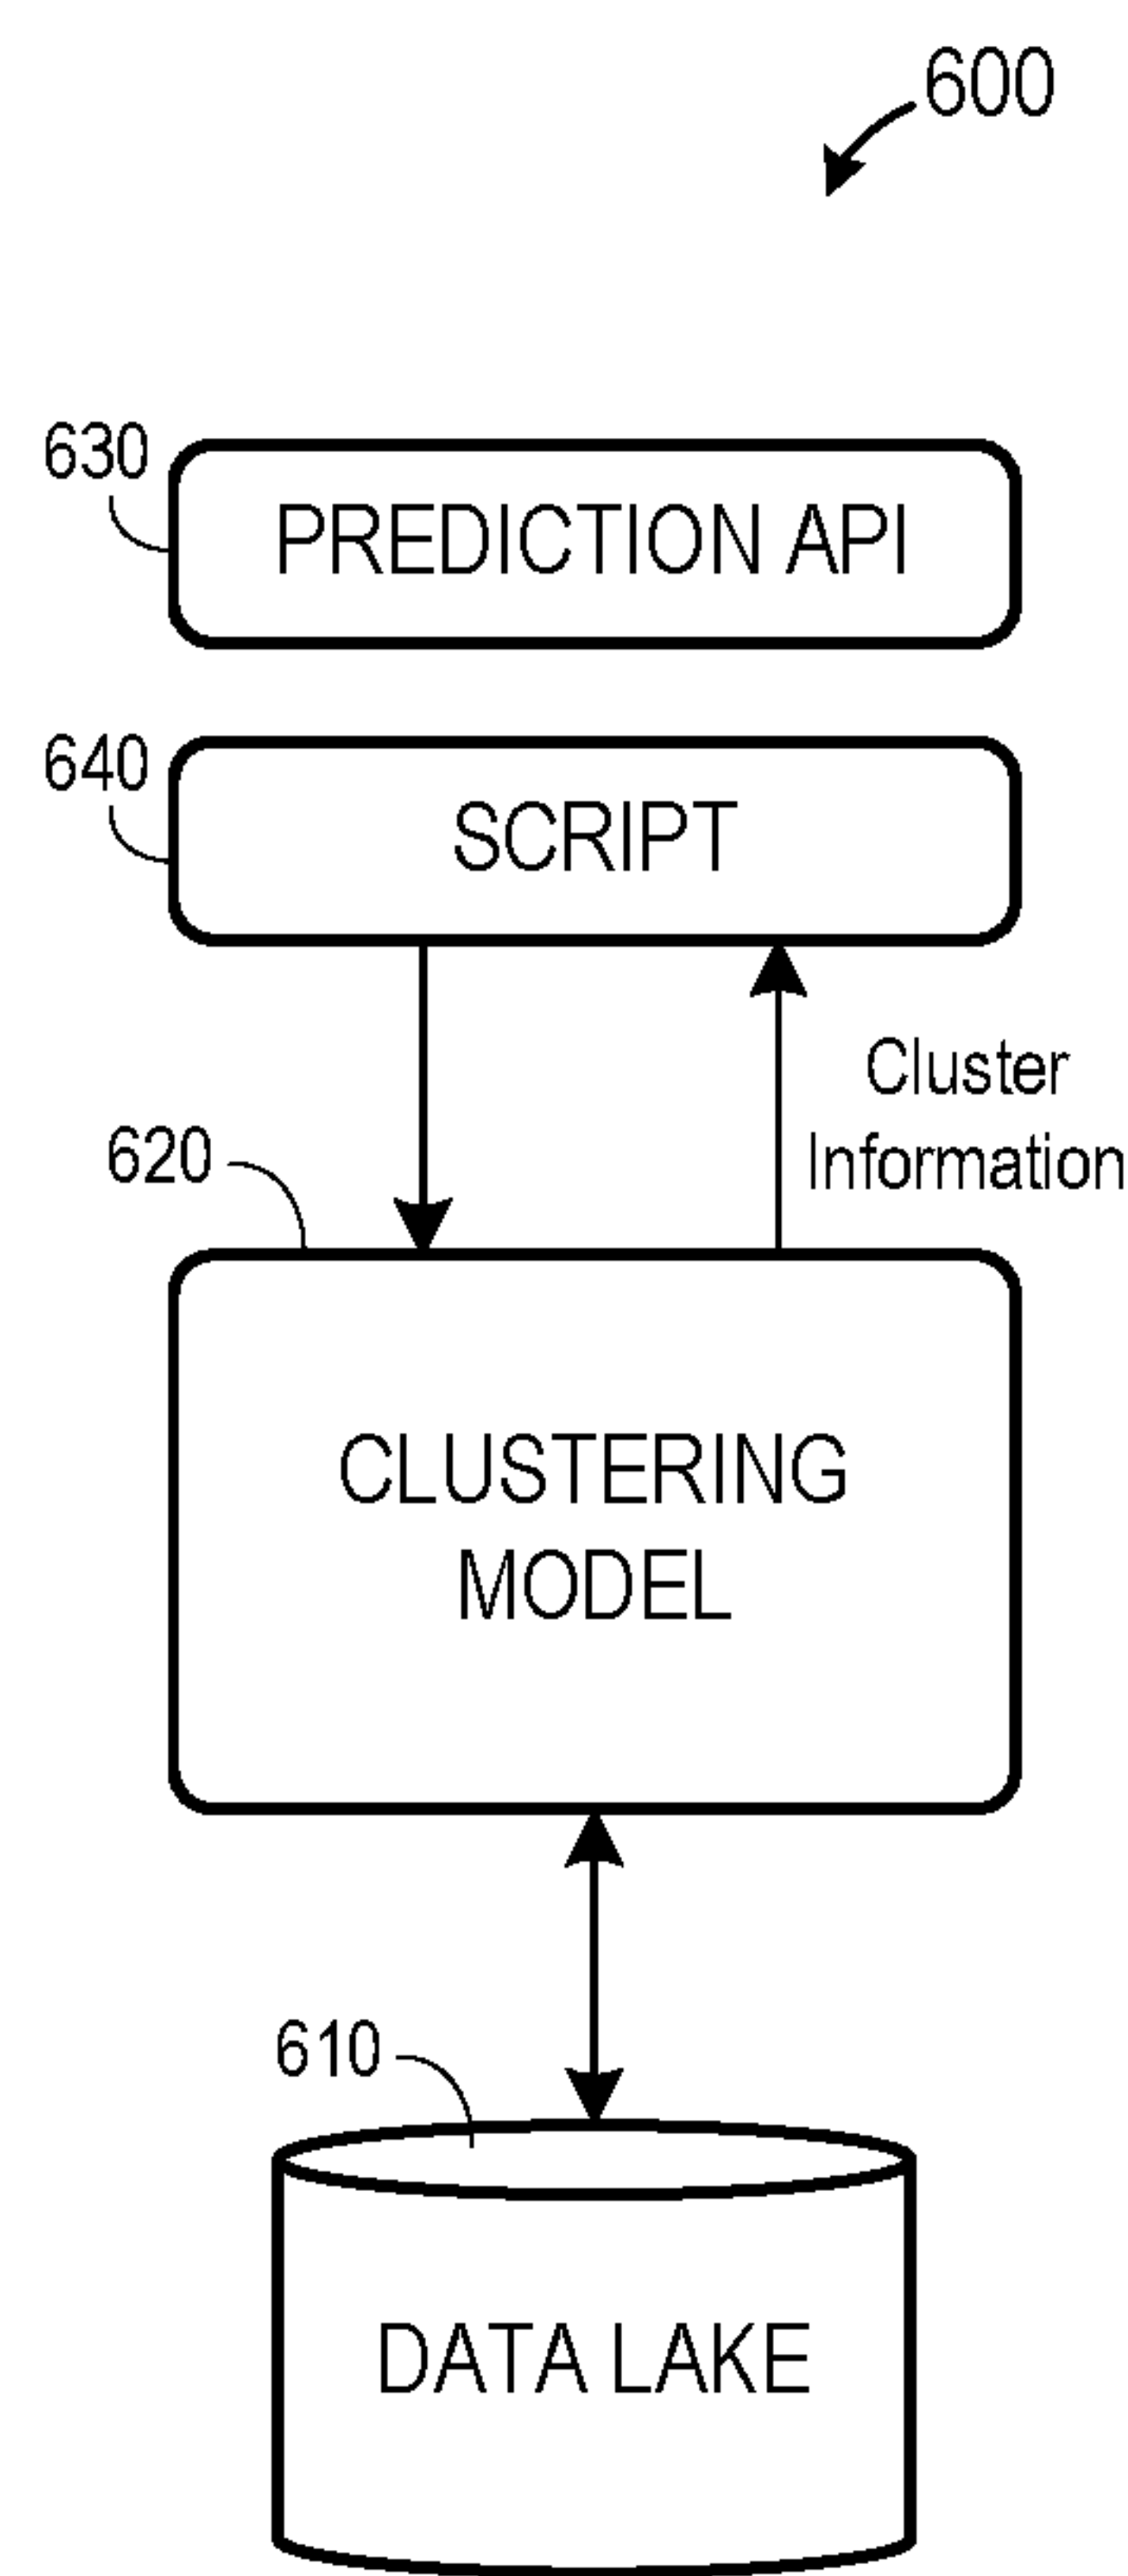 600
630
PREDICTION API
640
SCRIPT
Cluster
Information
620
CLUSTERING
MODEL
610
DATA LAKE